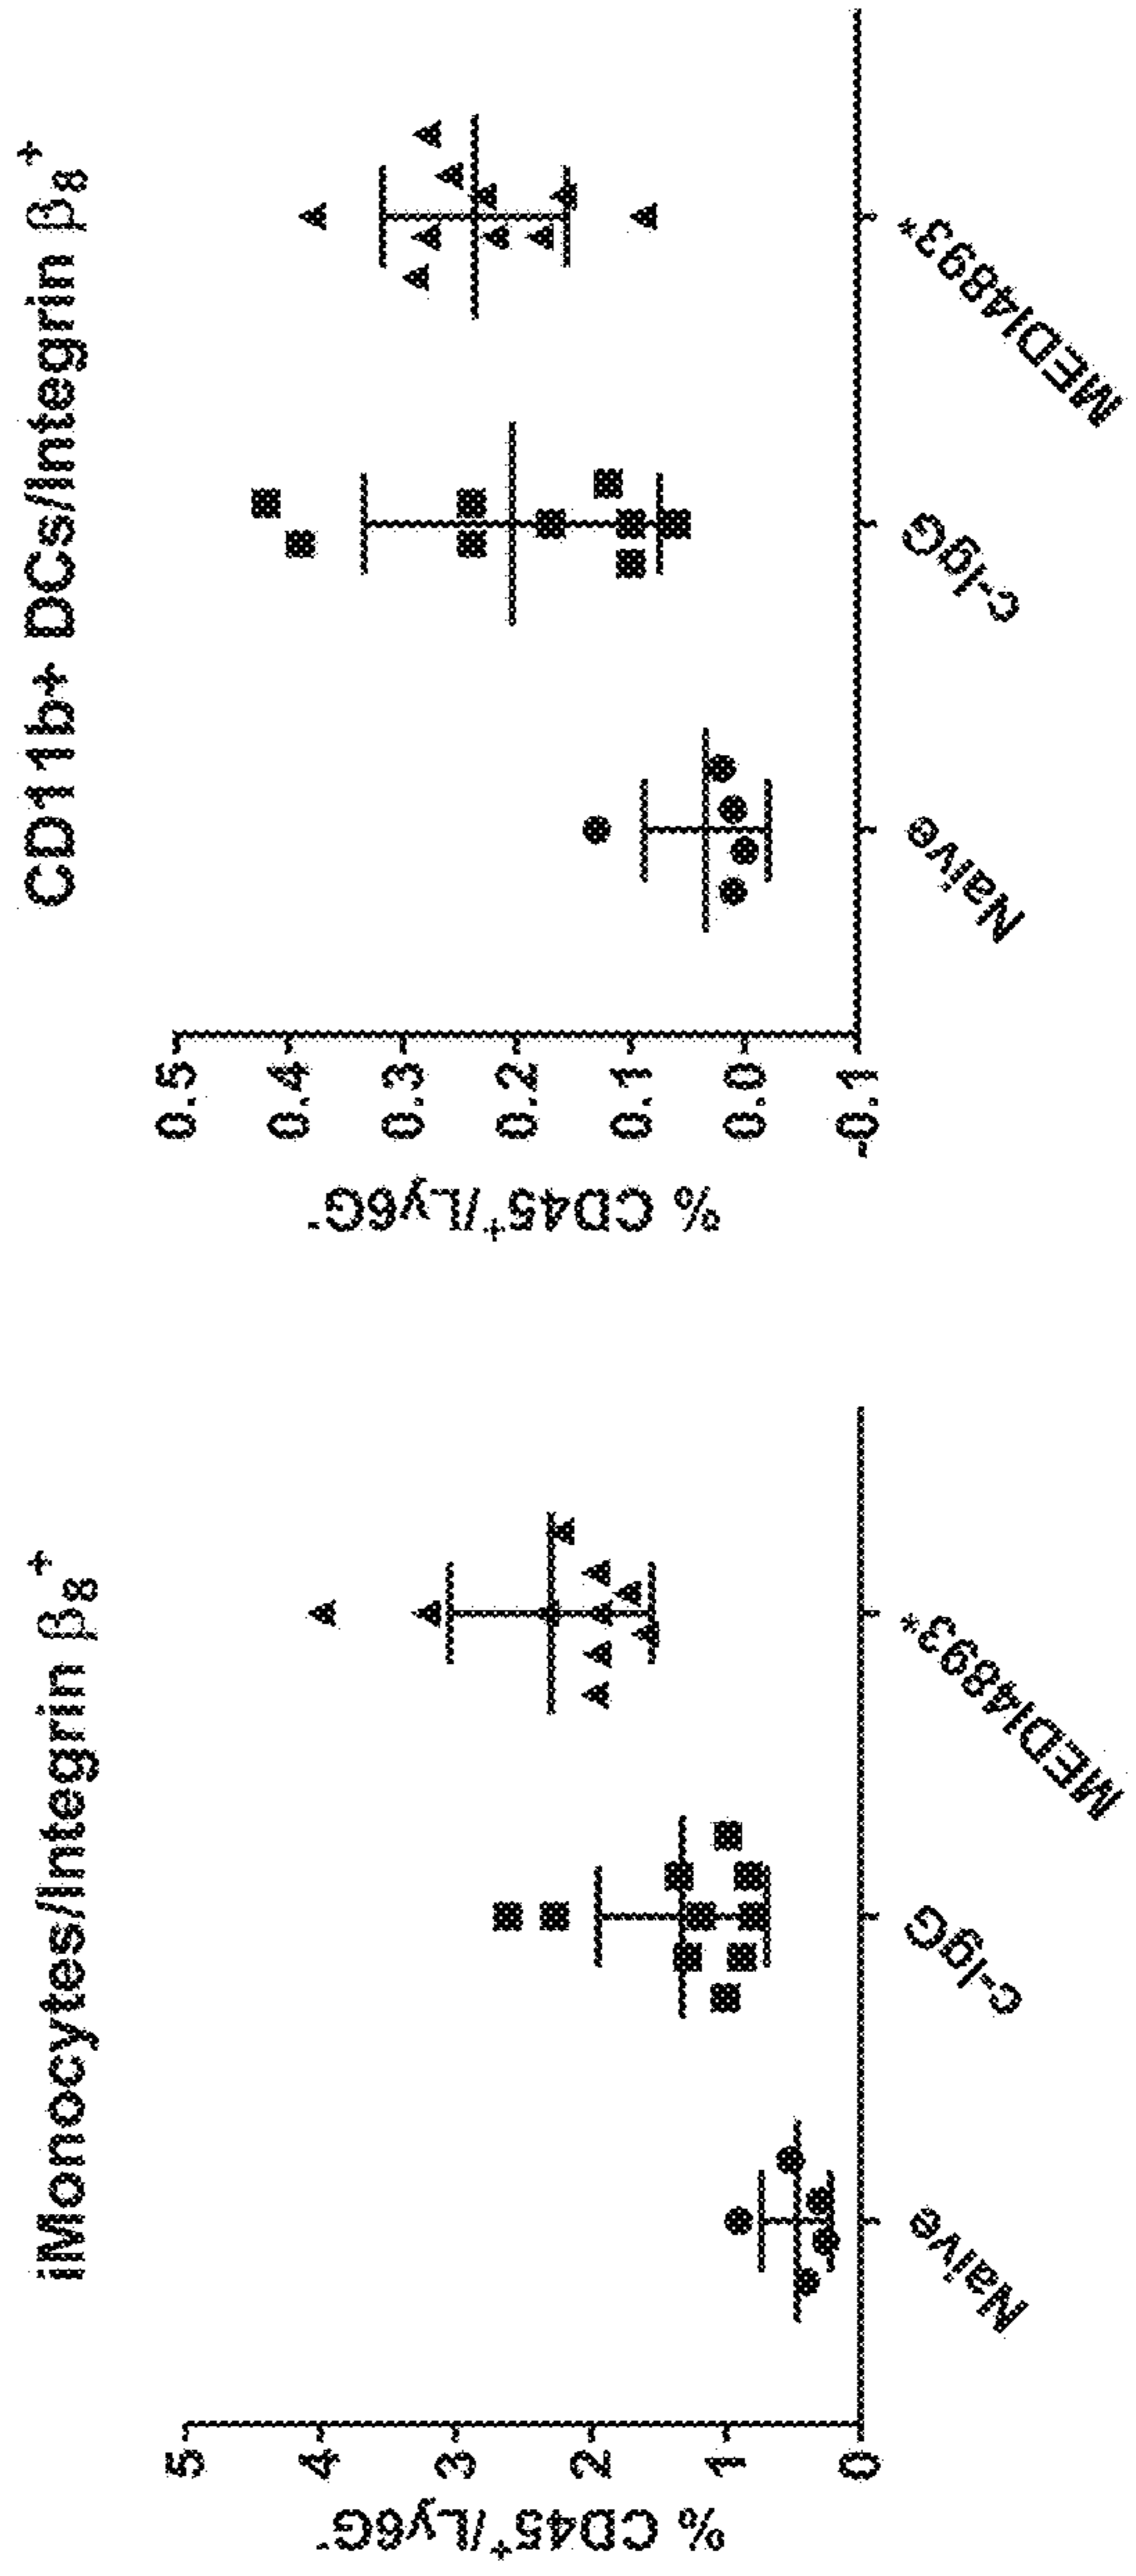 iMonocytes/Integrin β8+
% CD45+/Ly6G-
5
4
3
2
1
0
Naive
c-IgG
MEDI4893*
CD11b+ DCs/Integrin β8+
% CD45+/Ly6G-
0.5
0.4
0.3
0.2
0.1
0.0
-0.1
Naive
c-IgG
MEDI4893*